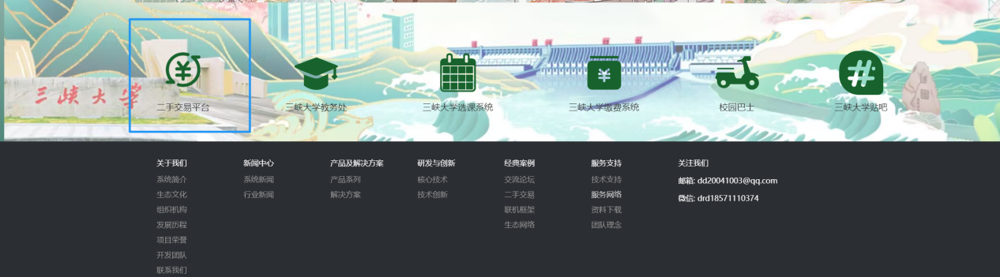 三峡大学
二手交易平台
三峡大学教务处
三峡大学选课系统
三峡大学缴费系统
校园巴士
三峡大学贴吧
关于我们
系统简介
生态文化
组织机构
发展历程
项目荣誉
开发团队
联系我们
新闻中心
系统新闻
行业新闻
产品及解决方案
产品系列
解决方案
研发与创新
核心技术
技术创新
经典案例
交流论坛
二手交易
联机框架
生态网络
服务支持
技术支持
服务网络
资料下载
团队理念
关注我们
邮箱: dd20041003@qq.com
微信: drd18571110374